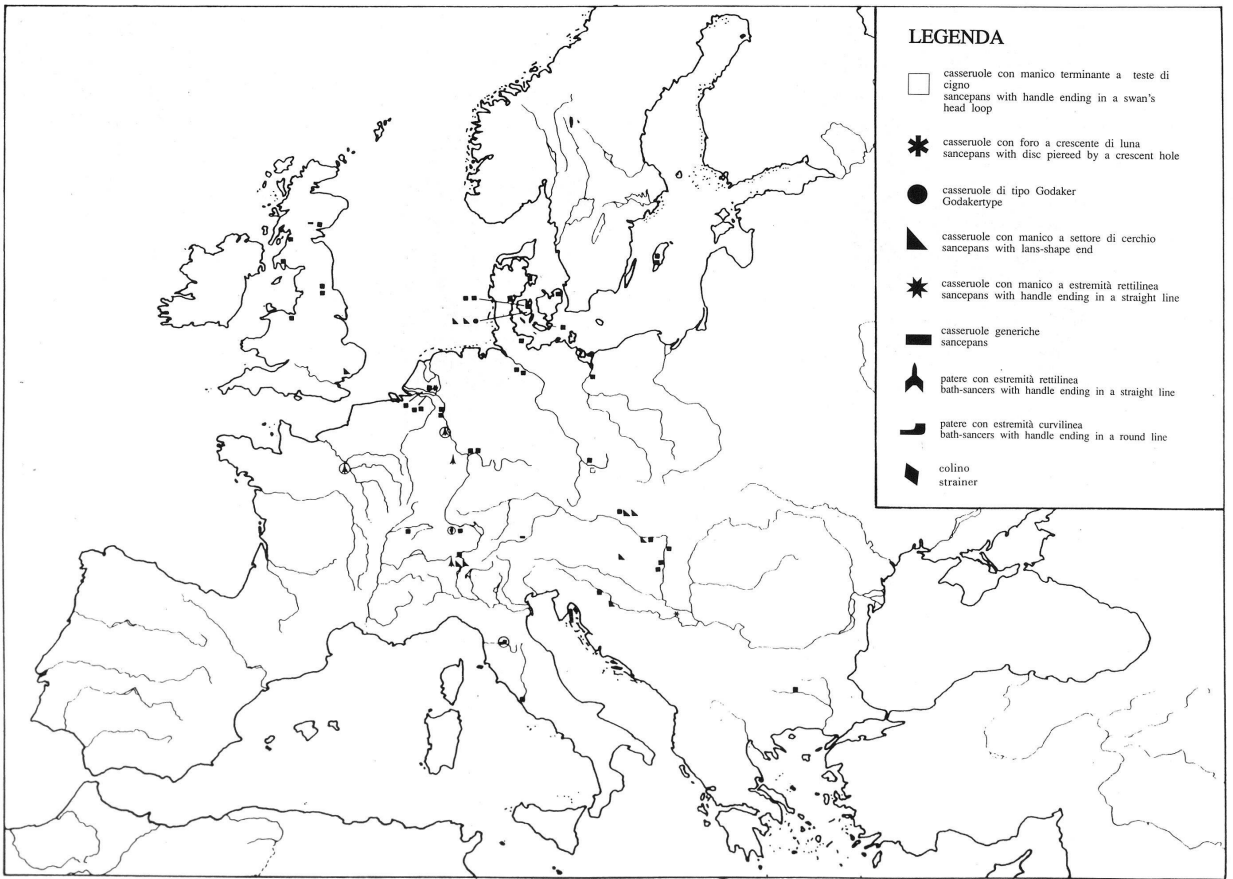 LEGENDA
casseruole con manico terminante a teste di
cigno
sancepans with handle ending in a swan's
head loop
casseruole con foro a crescente di luna
sancepans with disc piereed by a crescent hole
casseruole di tipo Godaker
Godakertype
casseruole con manico a settore di cerchio
sancepans with lans-shape end
casseruole con manico a estremità rettilinea
sancepans with handle ending in a straight line
casseruole generiche
sancepans
patere con estremità rettilinea
bath-sancers with handle ending in a straight line
patere con estremità curvilinea
bath-sancers with handle ending in a round line
colino
strainer